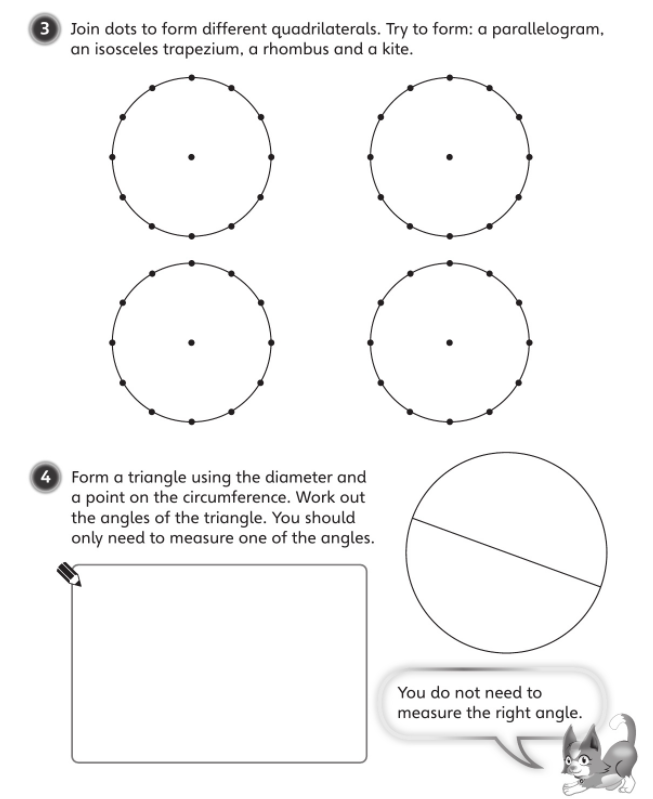 3 Join dots to form different quadrilaterals. Try to form: a parallelogram,
an isosceles trapezium, a rhombus and a kite.
4 Form a triangle using the diameter and
a point on the circumference. Work out
the angles of the triangle. You should
only need to measure one of the angles.
You do not need to
measure the right angle.